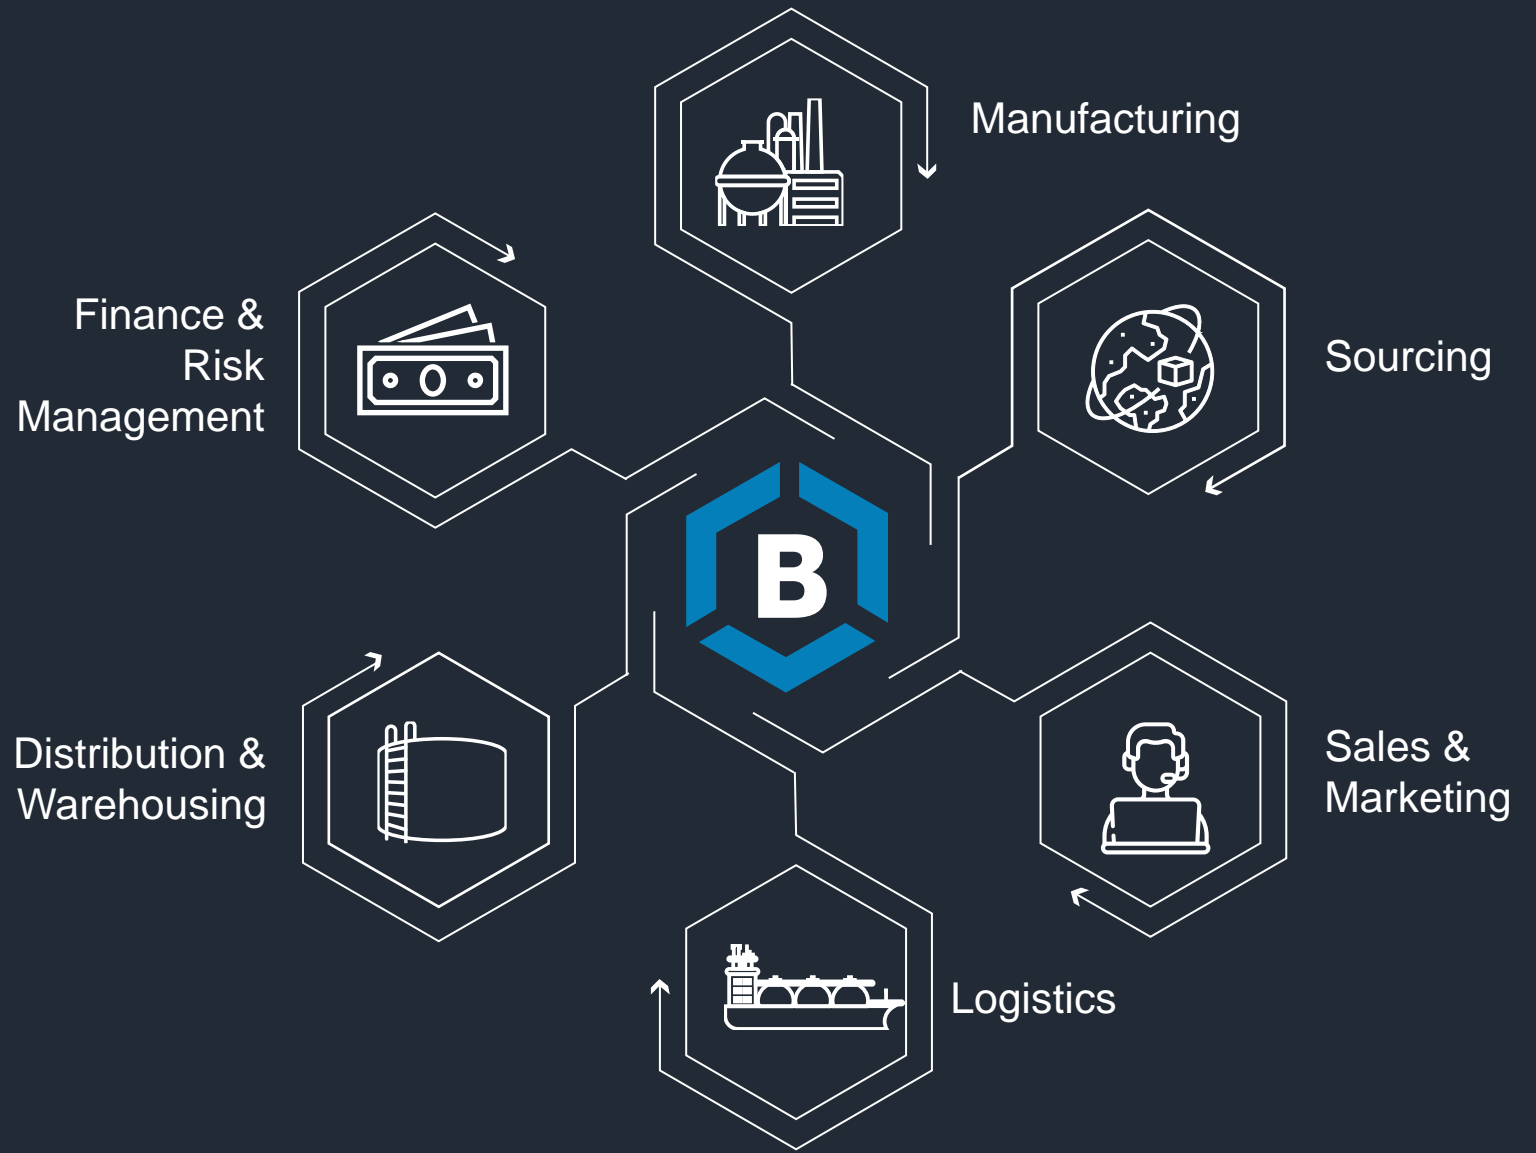 Manufacturing
Finance &
Risk
Management
Sourcing
B
Distribution &
Warehousing
Sales &
Marketing
Logistics